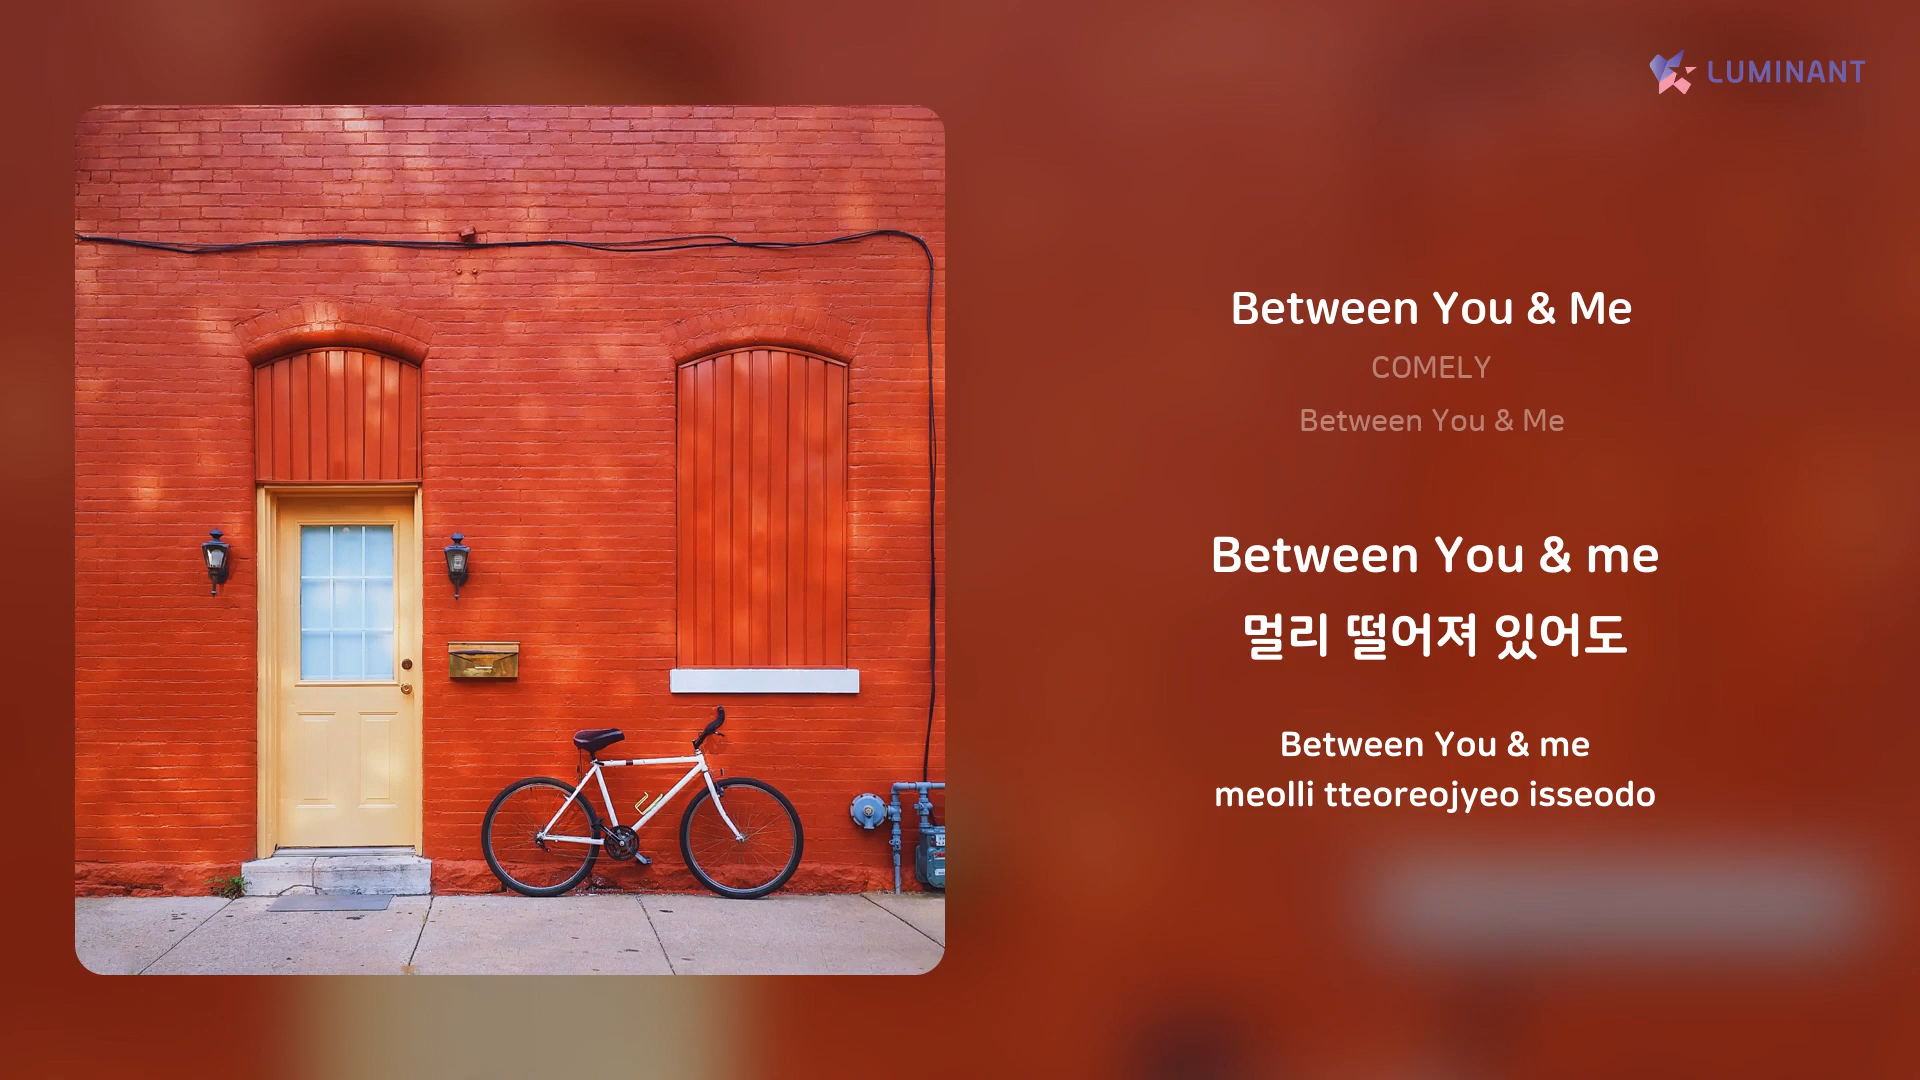 LUMINANT
Between You & Me
COMELY
Between You & Me
Between You & me
멀리 떨어져 있어도
Between You & me
meolli tteoreojyeo isseodo